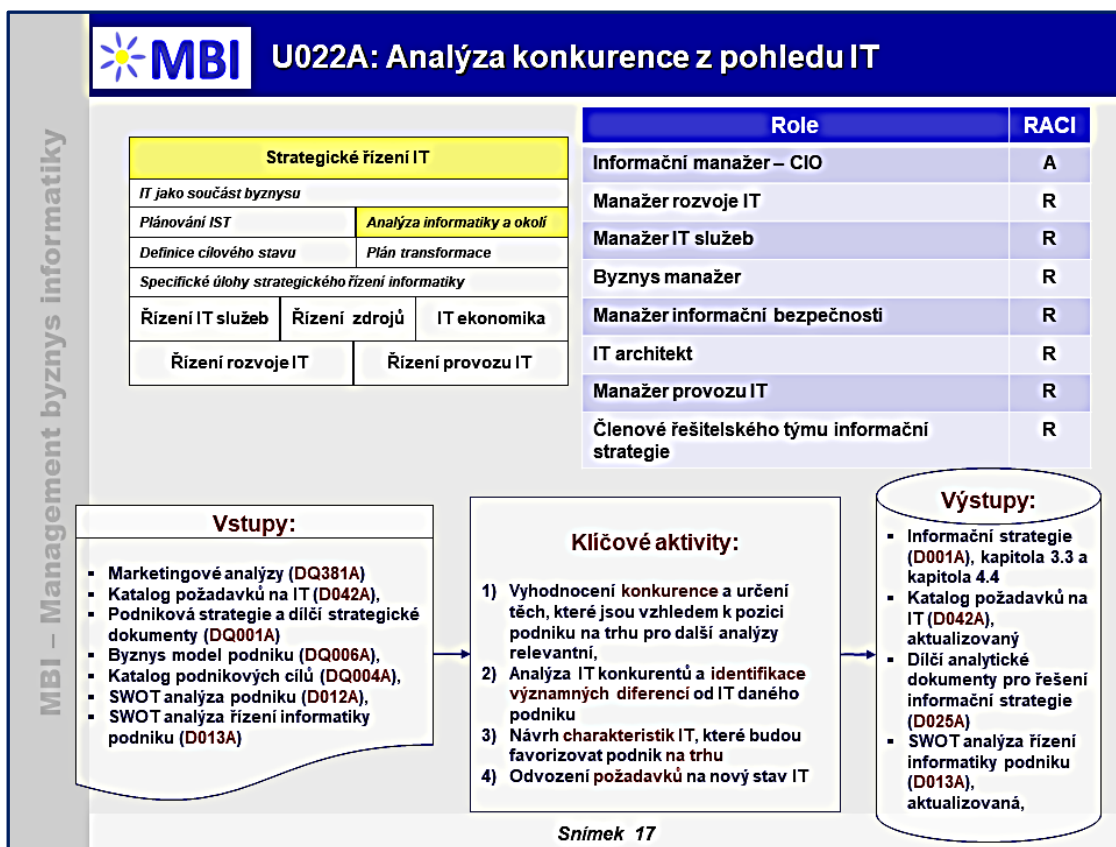 MBI
U022A: Analýza konkurence z pohledu IT
MBI – Management byznys informatiky
Strategické řízení IT
IT jako součást byznysu
Plánování IST
Analýza informatiky a okolí
Definice cílového stavu
Plán transformace
Specifické úlohy strategického řízení informatiky
Řízení IT služeb
Řízení zdrojů
IT ekonomika
Řízení rozvoje IT
Řízení provozu IT
Role RACI
Informační manažer – CIO A
Manažer rozvoje IT R
Manažer IT služeb R
Byznys manažer R
Manažer informační bezpečnosti R
IT architekt R
Manažer provozu IT R
Členové řešitelského týmu informační R
strategie
Vstupy:
▪ Marketingové analýzy (DQ381A)
▪ Katalog požadavků na IT (D042A),
▪ Podniková strategie a dílčí strategické
dokumenty (DQ001A)
▪ Byznys model podniku (DQ006A),
▪ Katalog podnikových cílů (DQ004A),
▪ SWOT analýza podniku (D012A),
▪ SWOT analýza řízení informatiky
podniku (D013A)
Klíčové aktivity:
1) Vyhodnocení konkurence a určení
těch, které jsou vzhledem k pozici
podniku na trhu pro další analýzy
relevantní,
2) Analýza IT konkurentů a identifikace
významných diferencí od IT daného
podniku
3) Návrh charakteristik IT, které budou
favorizovat podnik na trhu
4) Odvození požadavků na nový stav IT
Výstupy:
▪ Informační strategie
(D001A), kapitola 3.3 a
kapitola 4.4
▪ Katalog požadavků na
IT (D042A),
aktualizovaný
▪ Dílčí analytické
dokumenty pro řešení
informační strategie
(D025A)
▪ SWOT analýza řízení
informatiky podniku
(D013A),
aktualizovaná,
Snímek 17